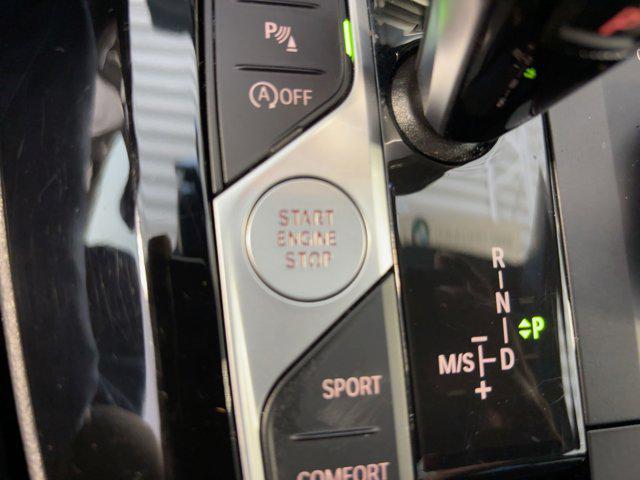 P
A OFF
START
ENGINE
STOP
R
N
P
M/S
D
−
+
SPORT
COMFORT